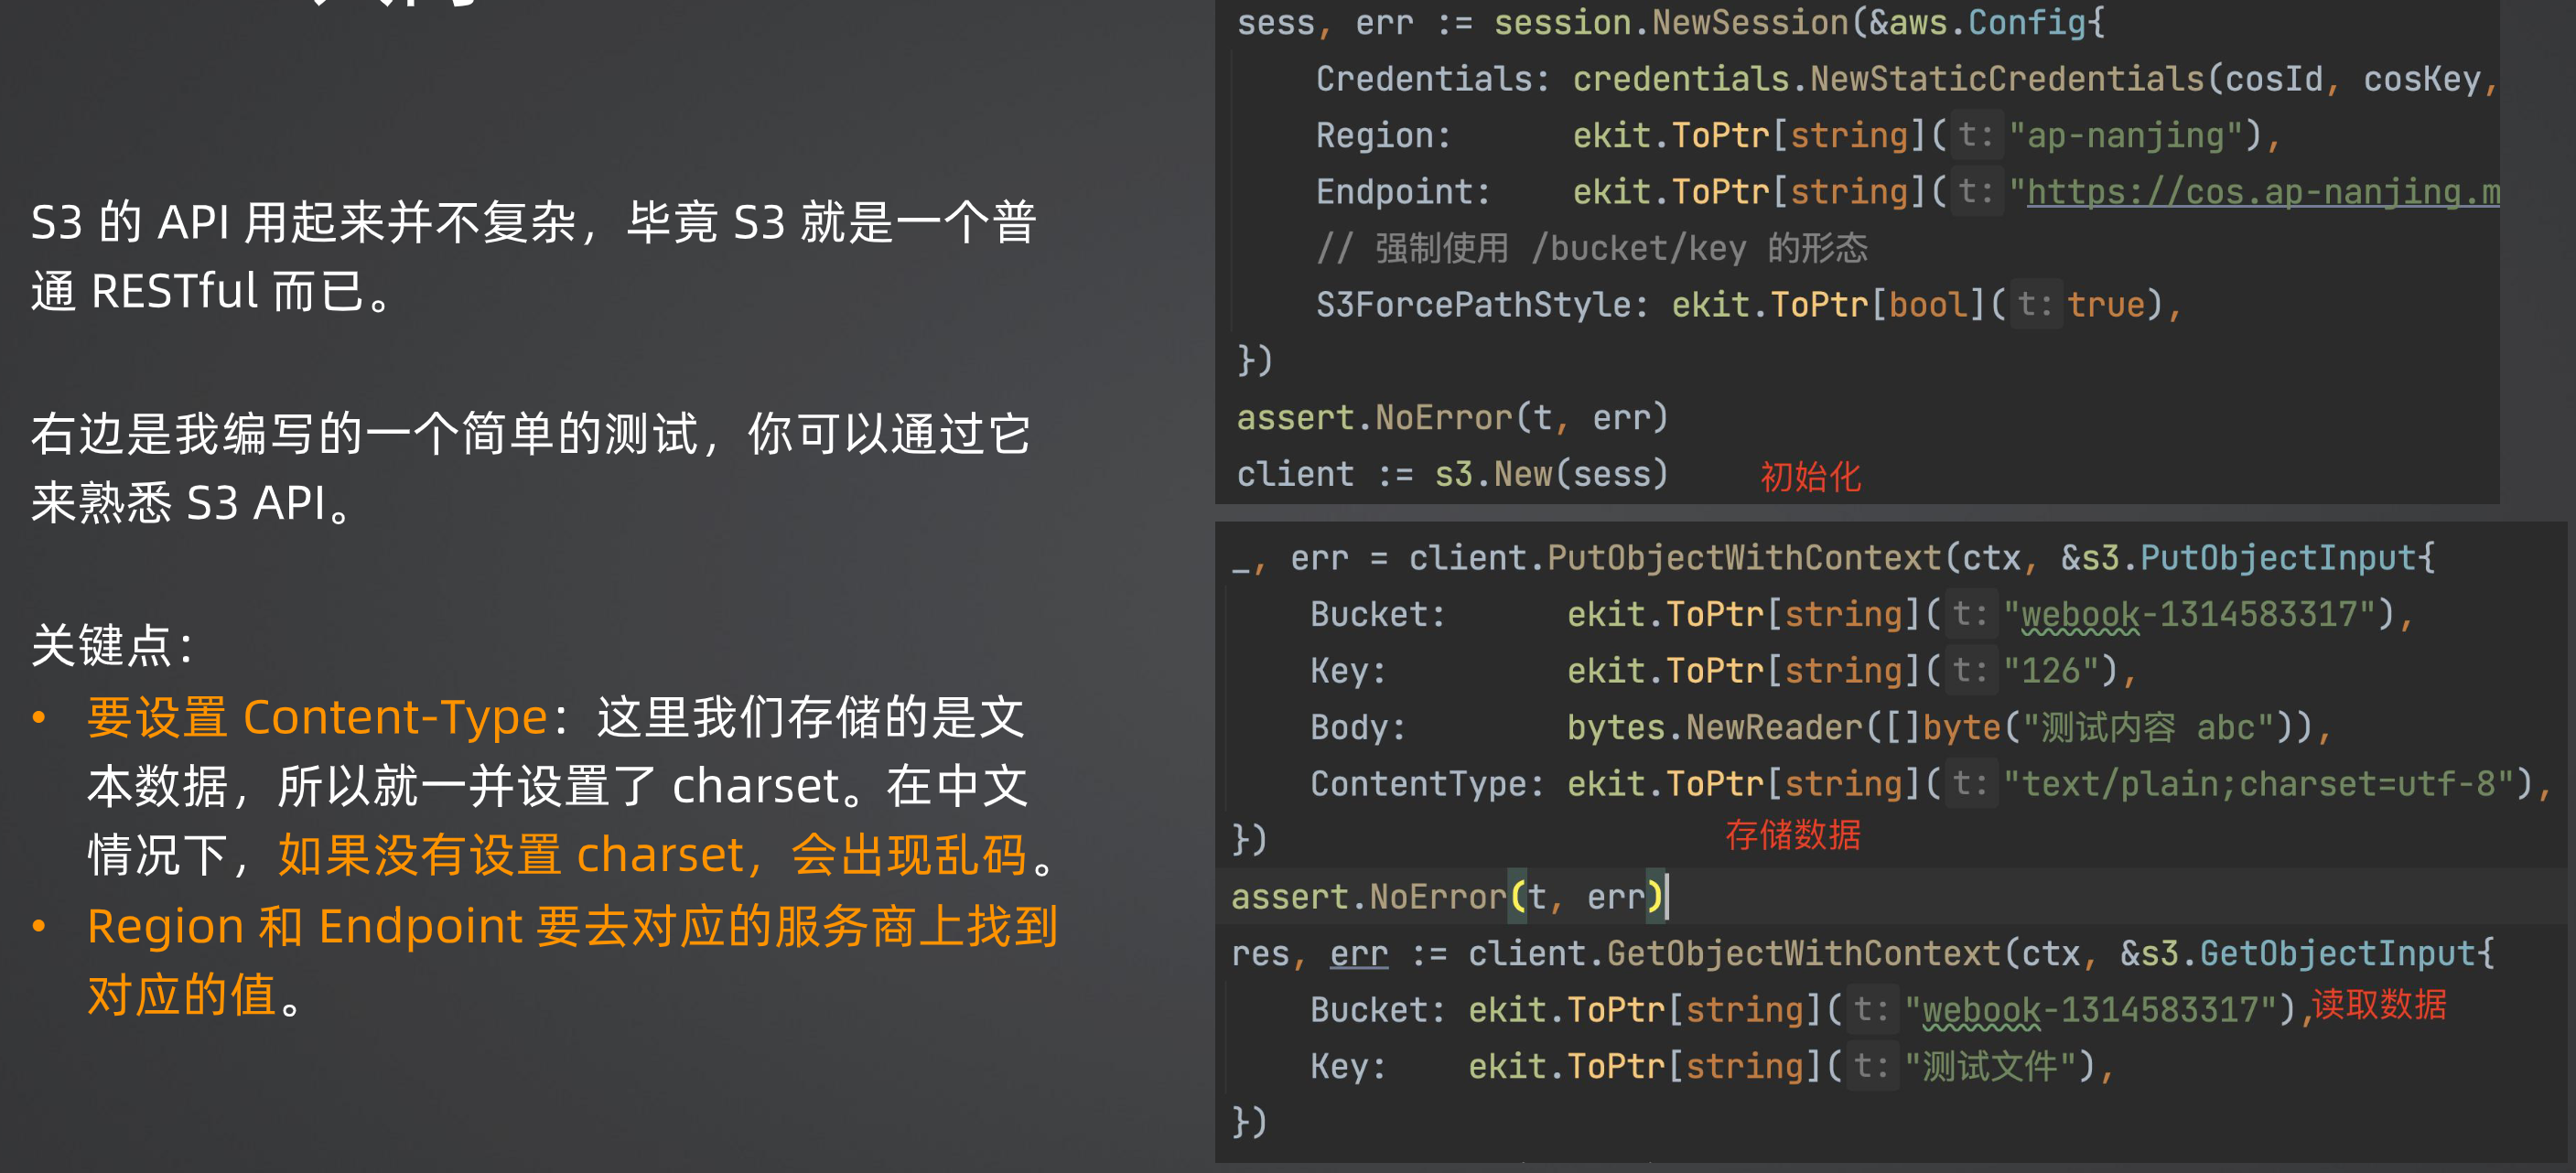 S3 的 API 用起来并不复杂，毕竟 S3 就是一个普
通 RESTful 而已。
右边是我编写的一个简单的测试，你可以通过它
来熟悉 S3 API。
关键点：
• 要设置 Content-Type：这里我们存储的是文
本数据，所以就一并设置了 charset。在中文
情况下，如果没有设置 charset，会出现乱码。
• Region 和 Endpoint 要去对应的服务商上找到
对应的值。
sess, err := session.NewSession(&aws.Config{
Credentials: credentials.NewStaticCredentials(cosId, cosKey,
Region: ekit.ToPtr[string]( t: "ap-nanjing"),
Endpoint: ekit.ToPtr[string]( t: "https://cos.ap-nanjing.m
// 强制使用 /bucket/key 的形态
S3ForcePathStyle: ekit.ToPtr[bool]( t: true),
})
assert.NoError(t, err)
client := s3.New(sess) 初始化
_, err = client.PutObjectWithContext(ctx, &s3.PutObjectInput{
Bucket: ekit.ToPtr[string]( t: "webook-1314583317"),
Key: ekit.ToPtr[string]( t: "126"),
Body: bytes.NewReader([]byte("测试内容 abc")),
ContentType: ekit.ToPtr[string]( t: "text/plain;charset=utf-8"),
}) 存储数据
assert.NoError(t, err)
res, err := client.GetObjectWithContext(ctx, &s3.GetObjectInput{
Bucket: ekit.ToPtr[string]( t: "webook-1314583317"), 读取数据
Key: ekit.ToPtr[string]( t: "测试文件"),
})